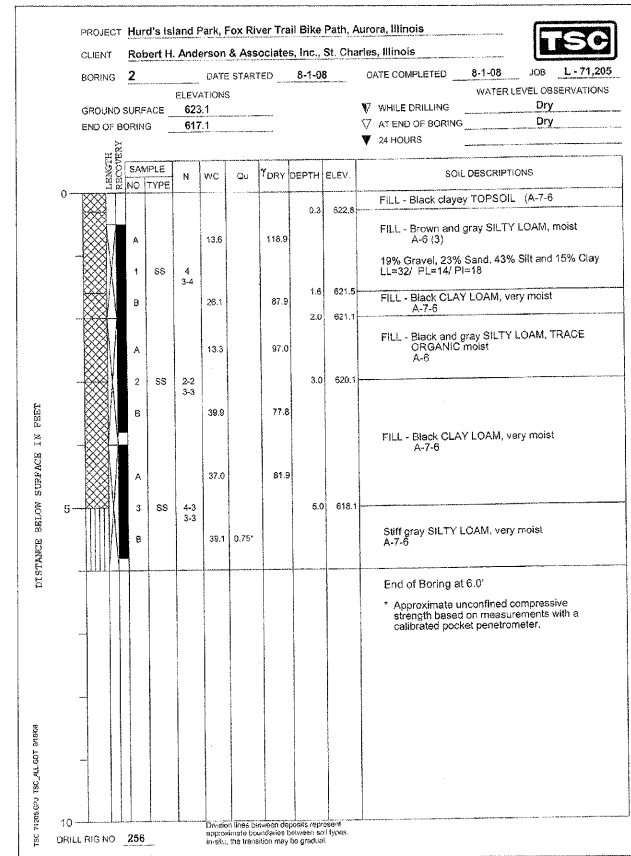 PROJECT Hurd's Island Park, Fox River Trail Bike Path, Aurora, Illinois
TSC
CLIENT Robert H. Anderson & Associates, Inc., St. Charles, Illinois
BORING 2 DATE STARTED 8-1-08 DATE COMPLETED 8-1-08 JOB L - 71,205
ELEVATIONS WATER LEVEL OBSERVATIONS
GROUND SURFACE 623.1 WHILE DRILLING Dry
END OF BORING 617.1 AT END OF BORING Dry
24 HOURS
LENGTH RECOVERY SAMPLE NO. TYPE N WC Qu γDRY DEPTH ELEV. SOIL DESCRIPTIONS
0
FILL - Black clayey TOPSOIL (A-7-6
0.3 622.8
FILL - Brown and gray SILTY LOAM, moist
A 13.6 118.9 A-6 (3)
19% Gravel, 23% Sand, 43% Silt and 15% Clay
1 SS 4 LL=32/ PL=14/ PI=18
3-4
1.6 621.5
B 26.1 87.9 FILL - Black CLAY LOAM, very moist
A-7-6
2.0 621.1
FILL - Black and gray SILTY LOAM, TRACE
A 13.3 97.0 ORGANIC moist
A-6
2 SS 2-2 3.0 620.1
3-3
B 39.9 77.8
FILL - Black CLAY LOAM, very moist
A-7-6
A 37.0 81.9
5 3 SS 4-3 5.0 618.1
3-3
Stiff gray SILTY LOAM, very moist
B 39.1 0.75* A-7-6
End of Boring at 6.0'
* Approximate unconfined compressive
strength based on measurements with a
calibrated pocket penetrometer.
DISTANCE BELOW SURFACE IN FEET
10
Division lines between deposits represent
approximate boundaries between soil types.
in-situ, the transition may be gradual.
DRILL RIG NO 256
TSC 71205.GPJ TSC_ALL.GDT